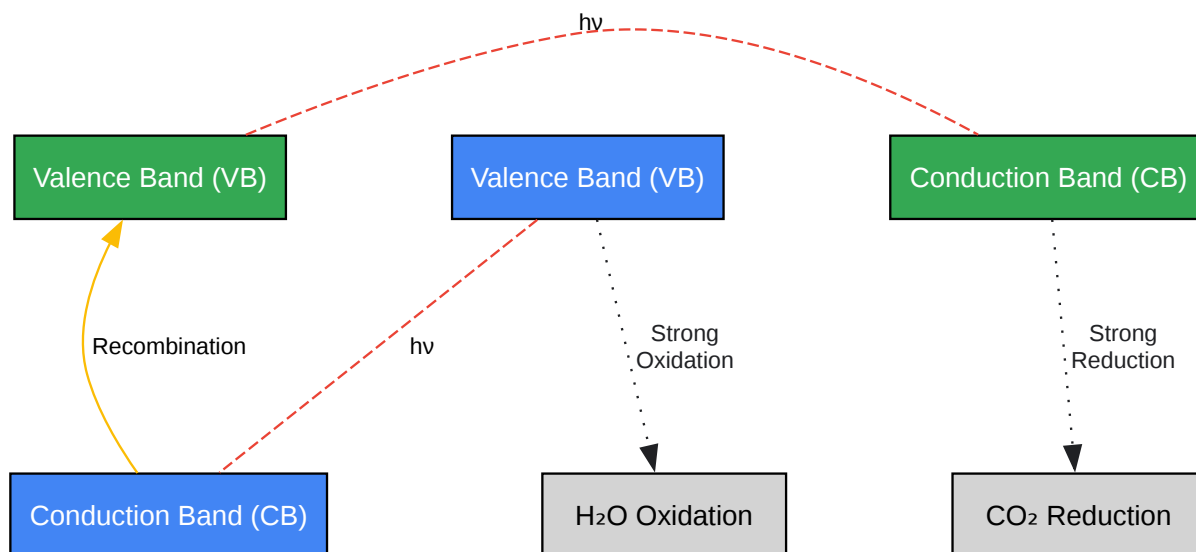 hν
Valence Band (VB)
Valence Band (VB)
Conduction Band (CB)
Recombination
hν
Strong
Oxidation
Strong
Reduction
Conduction Band (CB)
H₂O Oxidation
CO₂ Reduction